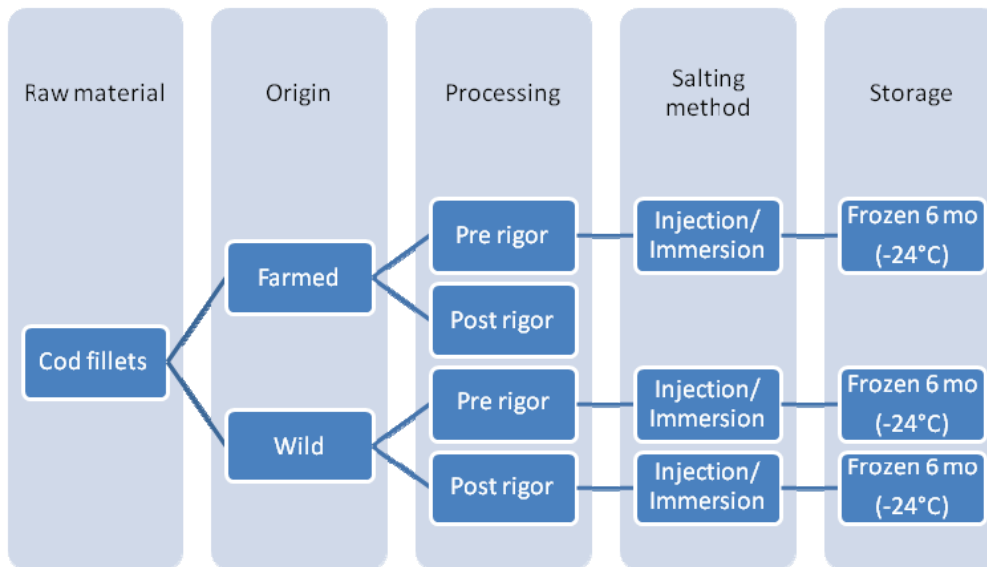 Raw material
Origin
Processing
Salting
method
Storage
Cod fillets
Farmed
Wild
Pre rigor
Post rigor
Pre rigor
Post rigor
Injection/
Immersion
Injection/
Immersion
Injection/
Immersion
Frozen 6 mo
(-24°C)
Frozen 6 mo
(-24°C)
Frozen 6 mo
(-24°C)